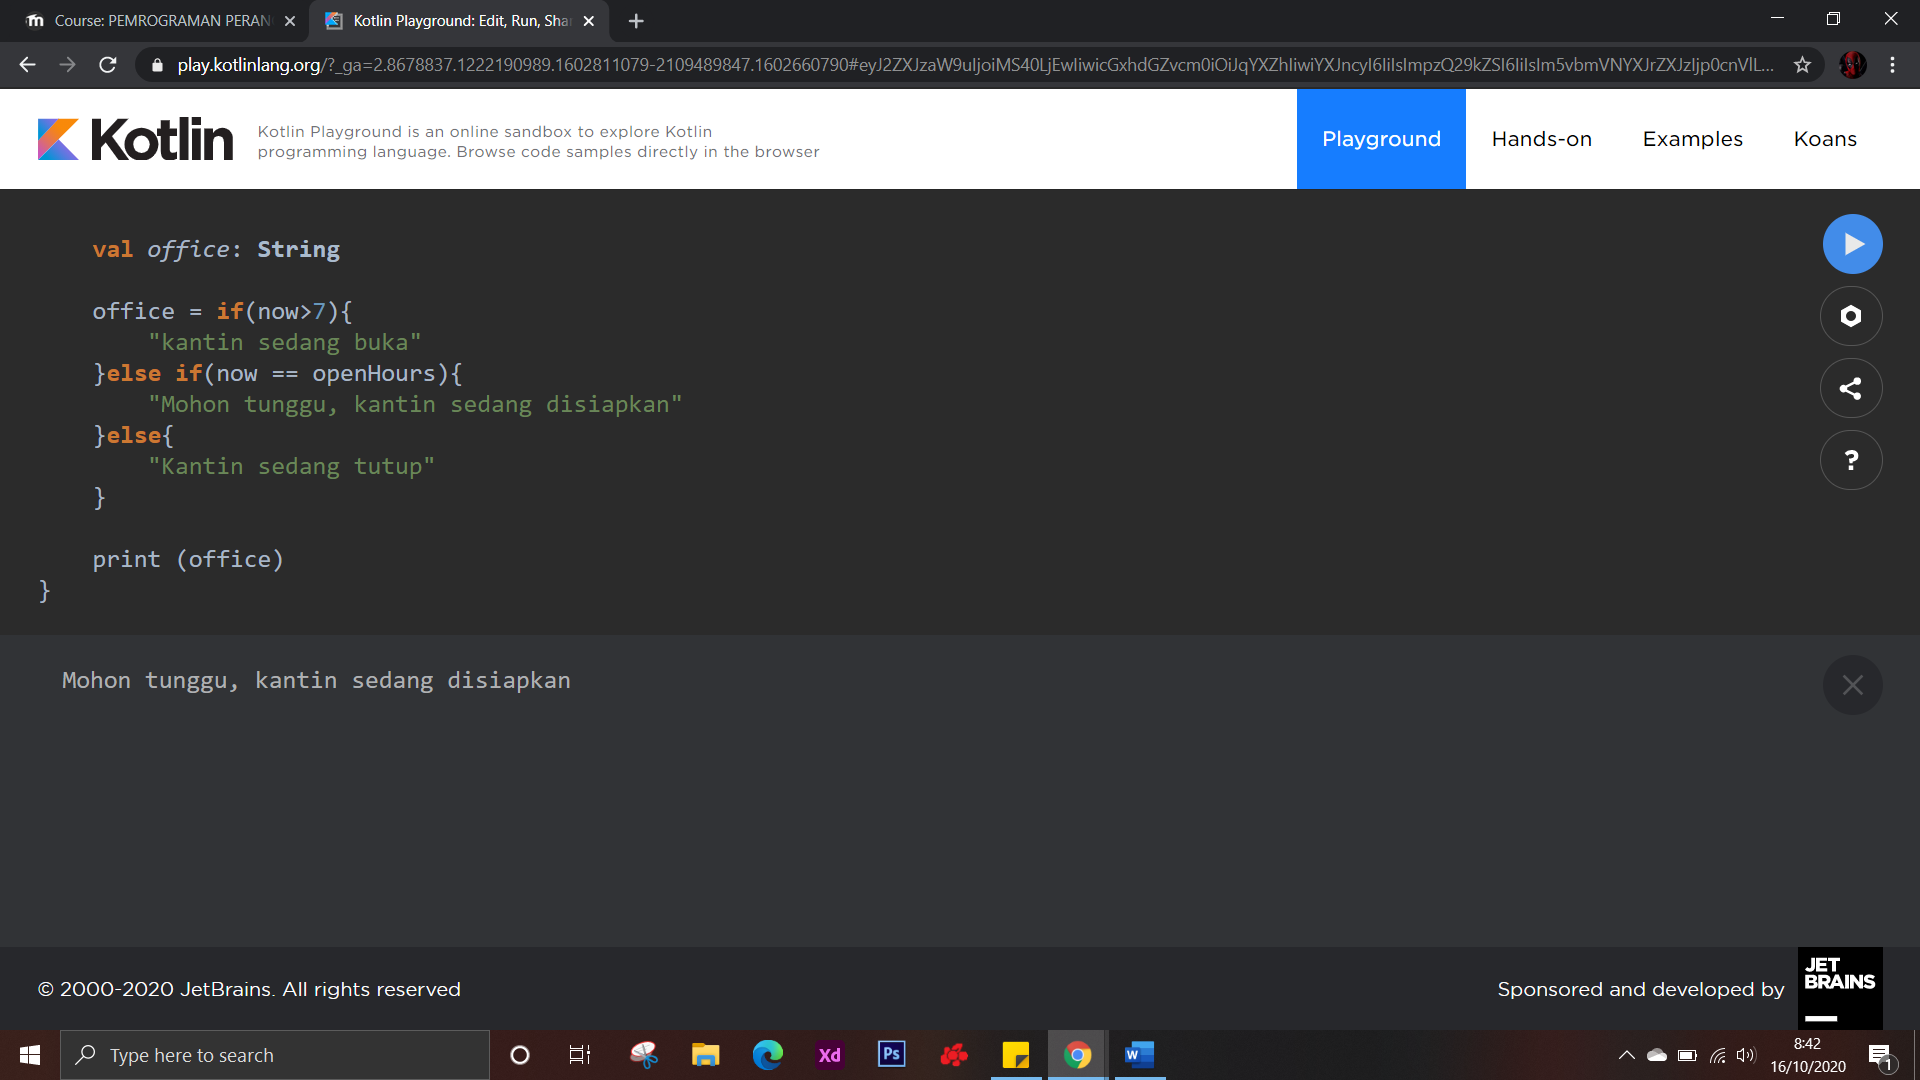 Course: PEMROGRAMAN PERAN
Kotlin Playground: Edit, Run, Shar
play.kotlinlang.org/?_ga=2.8678837.1222190989.1602811079-2109489847.1602660790#eyJ2ZXJzaW9uIjoiMS40LjEwIiwicGxhdGZvcm0iOiJqYXZhIiwiYXJncyI6IiIsImpzQ29kZSI6IiIsIm5vbmVNYXJrZXJzIjp0cnVlL...
Kotlin
Kotlin Playground is an online sandbox to explore Kotlin
programming language. Browse code samples directly in the browser
Playground
Hands-on
Examples
Koans
val office: String
office = if(now>7){
"kantin sedang buka"
}else if(now == openHours){
"Mohon tunggu, kantin sedang disiapkan"
}else{
"Kantin sedang tutup"
}
print (office)
}
?
Mohon tunggu, kantin sedang disiapkan
© 2000-2020 JetBrains. All rights reserved
Sponsored and developed by
JET
BRAINS
Type here to search
Xd
Ps
W
8:42
16/10/2020
1